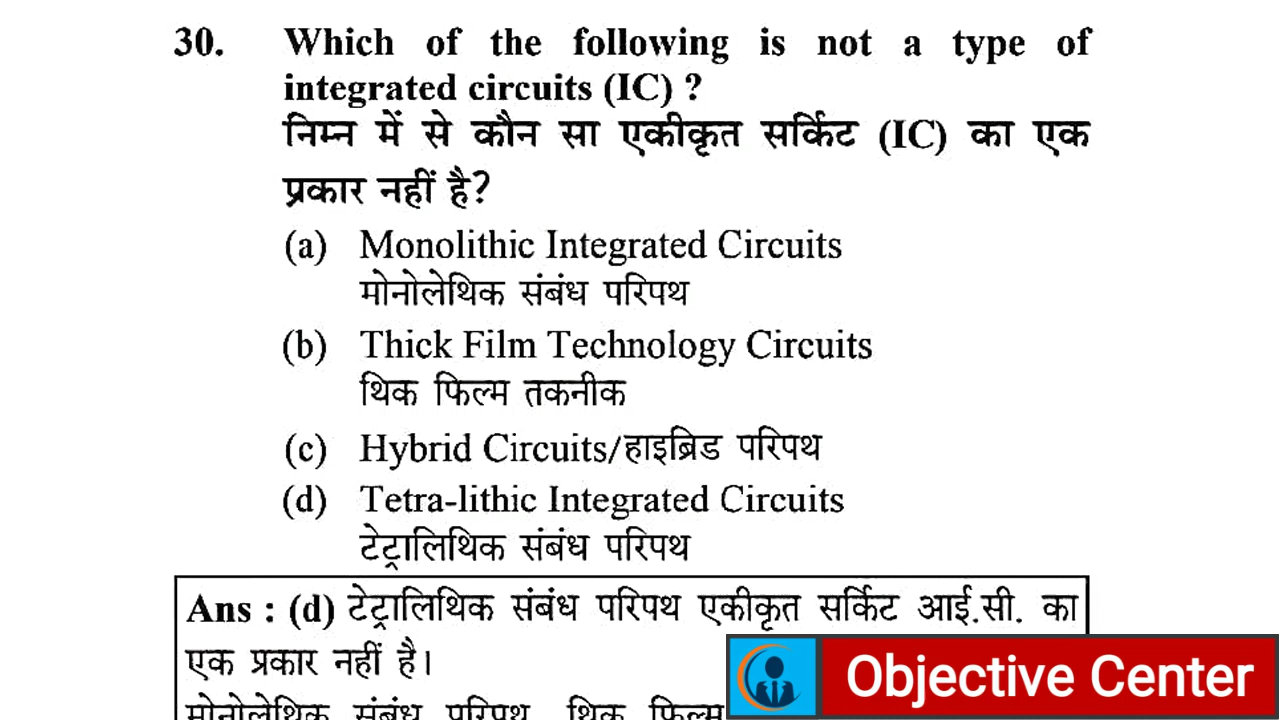 30. Which of the following is not a type of
integrated circuits (IC) ?
निम्न में से कौन सा एकीकृत सर्किट (IC) का एक
प्रकार नहीं है?
(a) Monolithic Integrated Circuits
मोनोलेथिक संबंध परिपथ
(b) Thick Film Technology Circuits
थिक फिल्म तकनीक
(c) Hybrid Circuits/हाइब्रिड परिपथ
(d) Tetra-lithic Integrated Circuits
टेट्रालिथिक संबंध परिपथ
Ans : (d) टेट्रालिथिक संबंध परिपथ एकीकृत सर्किट आई.सी. का
एक प्रकार नहीं है।
मोनोलेथिक संबंध परिपथ, थिक फिल्म
Objective Center